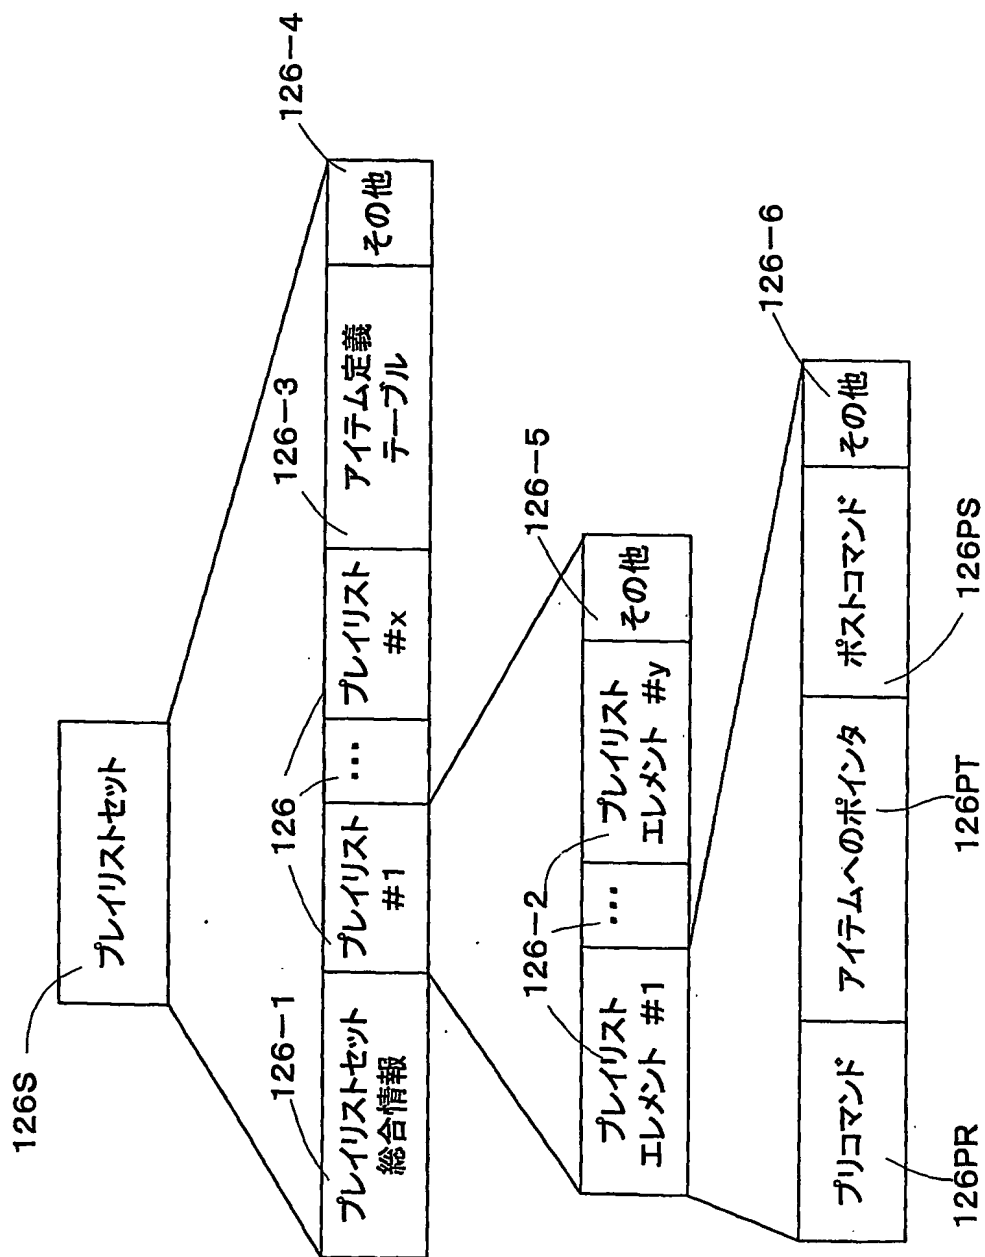 126S
プレイリストセット
126-1
126
126-3
126-4
プレイリストセット
総合情報
プレイリスト
#1
...
プレイリスト
#x
アイテム定義
テーブル
その他
126-2
126-5
プレイリスト
エレメント #1
...
プレイリスト
エレメント #y
その他
126-6
プリコマンド
アイテムへのポインタ
ポストコマンド
その他
126PR
126PT
126PS